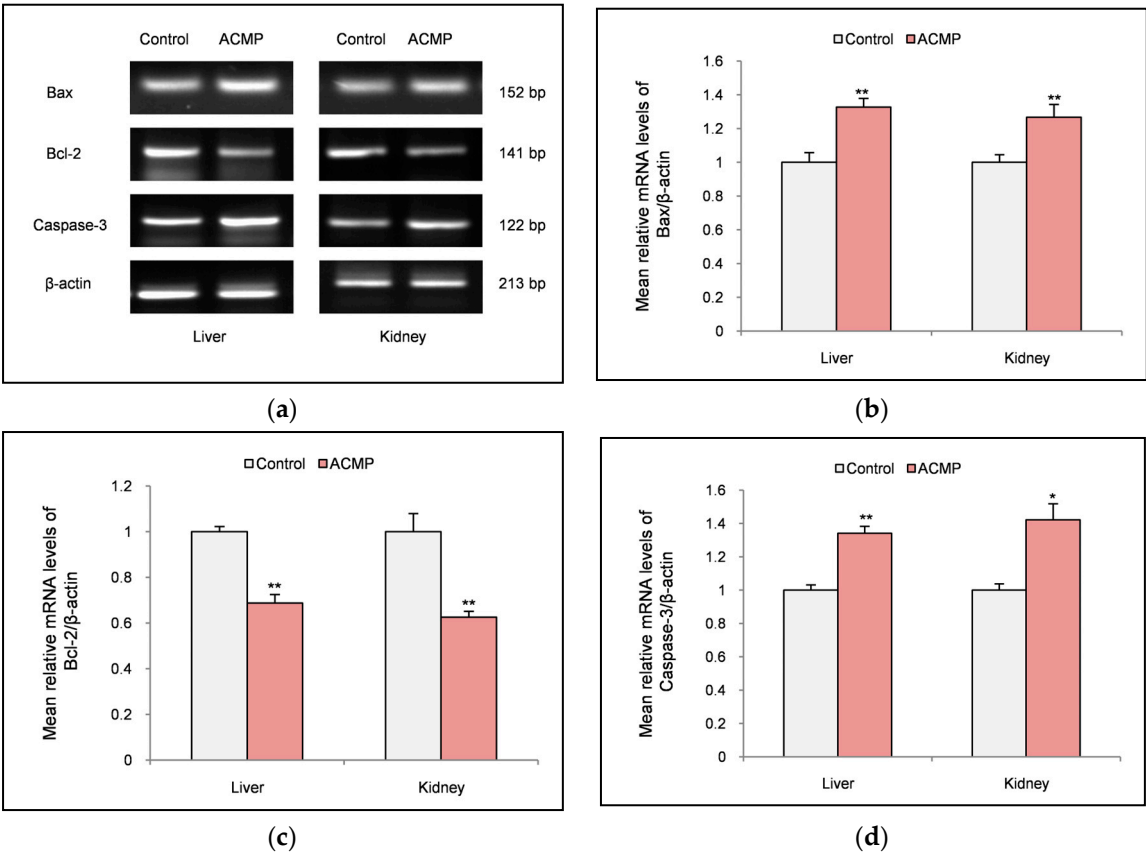 Control ACMP Control ACMP
Bax 152 bp
Bcl-2 141 bp
Caspase-3 122 bp
β-actin 213 bp
Liver Kidney
(a)
Control ACMP
Mean relative mRNA levels of
Bax/β-actin
1.6
1.4
1.2
1
0.8
0.6
0.4
0.2
0
** **
Liver Kidney
(b)
Control ACMP
Mean relative mRNA levels of
Bcl-2/β-actin
1.2
1
0.8
0.6
0.4
0.2
0
** **
Liver Kidney
(c)
Control ACMP
Mean relative mRNA levels of
Caspase-3/β-actin
1.6
1.4
1.2
1
0.8
0.6
0.4
0.2
0
** *
Liver Kidney
(d)